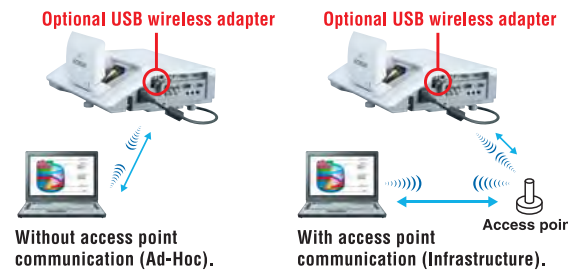 Optional USB wireless adapter
Optional USB wireless adapter
Without access point
communication (Ad-Hoc).
Access poin
With access point
communication (Infrastructure).